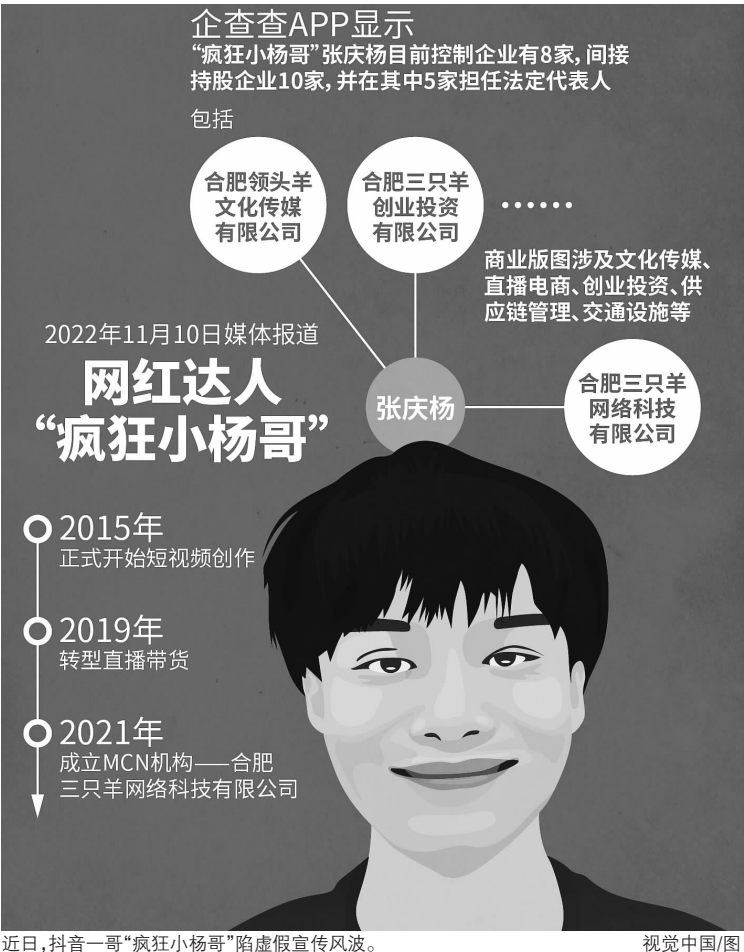 企查查APP显示
“疯狂小杨哥”张庆杨目前控制企业有8家，间接
持股企业10家，并在其中5家担任法定代表人
包括
合肥领头羊
文化传媒
有限公司
合肥三只羊
创业投资
有限公司
……
商业版图涉及文化传媒、
直播电商、创业投资、供
应链管理、交通设施等
2022年11月10日媒体报道
网红达人
“疯狂小杨哥”
张庆杨
合肥三只羊
网络科技
有限公司
2015年
正式开始短视频创作
2019年
转型直播带货
2021年
成立MCN机构——合肥
三只羊网络科技有限公司
近日，抖音一哥“疯狂小杨哥”陷虚假宣传风波。
视觉中国/图